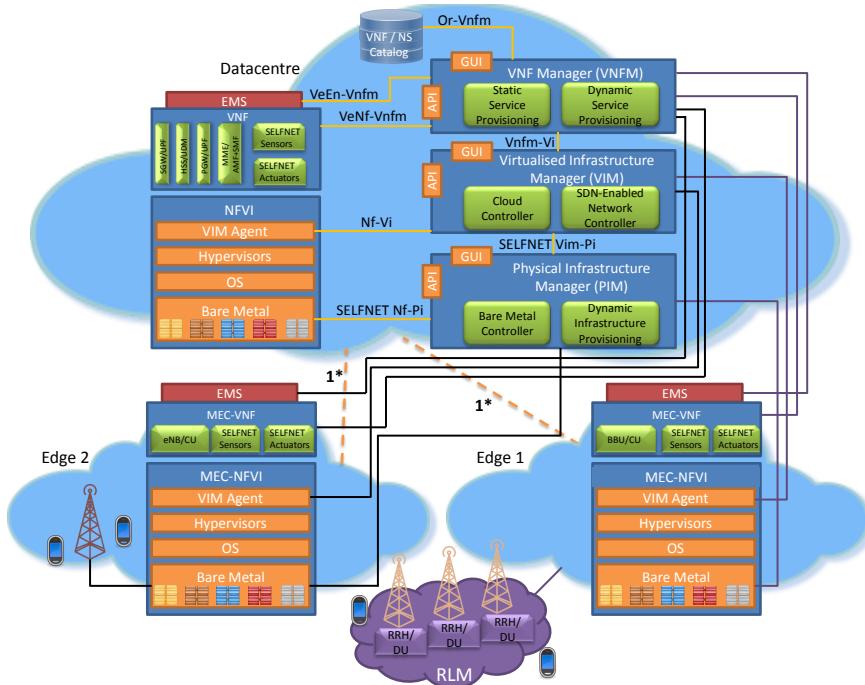 Or-Vnfm
VNF / NS
Catalog
GUI
VNF Manager (VNFM)
Datacentre
API
Static
Service
Provisioning
Dynamic
Service
Provisioning
VeEn-Vnfm
EMS
VNF
VeNf-Vnfm
SGW/UPF
HSS/UDM
PGW/UPF
MME/
AMF+SMF
SELFNET
Sensors
SELFNET
Actuators
Vnfm-Vi
GUI
Virtualised Infrastructure
Manager (VIM)
API
Cloud
Controller
SDN-Enabled
Network
Controller
NFVI
VIM Agent
Nf-Vi
Hypervisors
OS
Bare Metal
SELFNET Vim-Pi
GUI
Physical Infrastructure
Manager (PIM)
API
SELFNET Nf-Pi
Bare Metal
Controller
Dynamic
Infrastructure
Provisioning
1*
1*
EMS
MEC-VNF
eNB/CU
SELFNET
Sensors
SELFNET
Actuators
Edge 2
MEC-NFVI
VIM Agent
Hypervisors
OS
Bare Metal
EMS
MEC-VNF
BBU/CU
SELFNET
Sensors
SELFNET
Actuators
Edge 1
MEC-NFVI
VIM Agent
Hypervisors
OS
Bare Metal
RRH/
DU
RRH/
DU
RRH/
DU
RLM